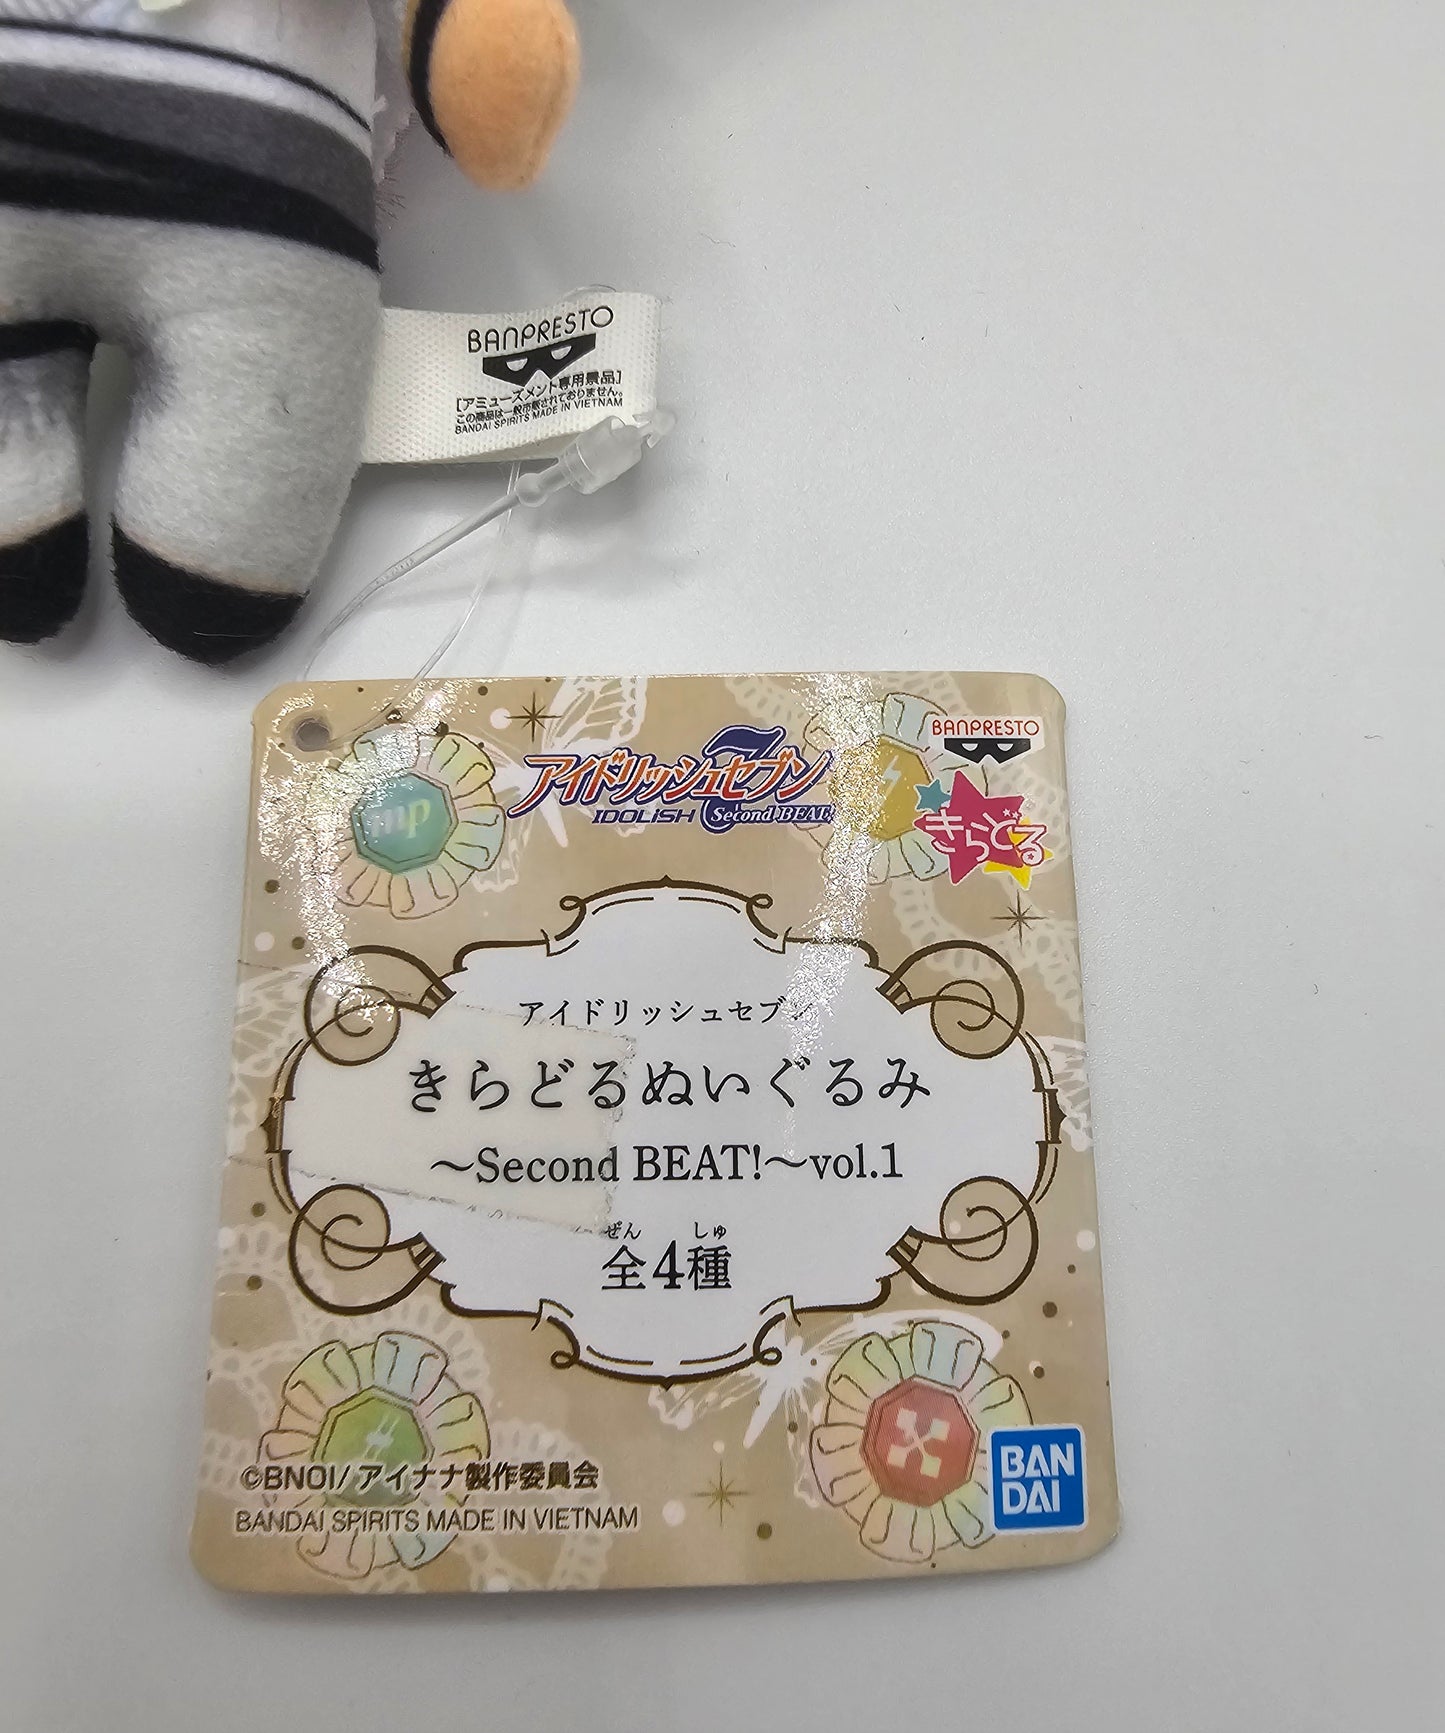 BANPRESTO
[アミューズメント専用景品]
この商品は一般市販されておりません。
BANDAI SPIRITS MADE IN VIETNAM
アイドリッシュセブン
7
IDOLiSH Second BEAT!
BANPRESTO
きらどる
mp
アイドリッシュセブン
きらどるぬいぐるみ
～Second BEAT!～vol.1
ぜん しゅ
全4種
©BNOI/アイナナ製作委員会
BANDAI SPIRITS MADE IN VIETNAM
BAN
DAI